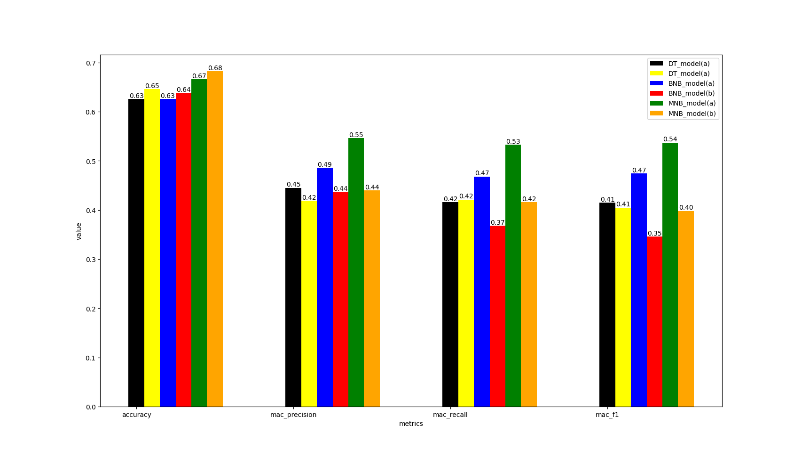 0.7
0.6
0.5
0.4
0.3
0.2
0.1
0.0
value
0.63
0.65
0.63
0.64
0.67
0.68
0.45
0.42
0.49
0.44
0.55
0.44
0.42
0.42
0.47
0.37
0.53
0.42
0.41
0.41
0.47
0.35
0.54
0.40
DT_model(a)
DT_model(a)
BNB_model(a)
BNB_model(b)
MNB_model(a)
MNB_model(b)
accuracy
mac_precision
mac_recall
mac_f1
metrics